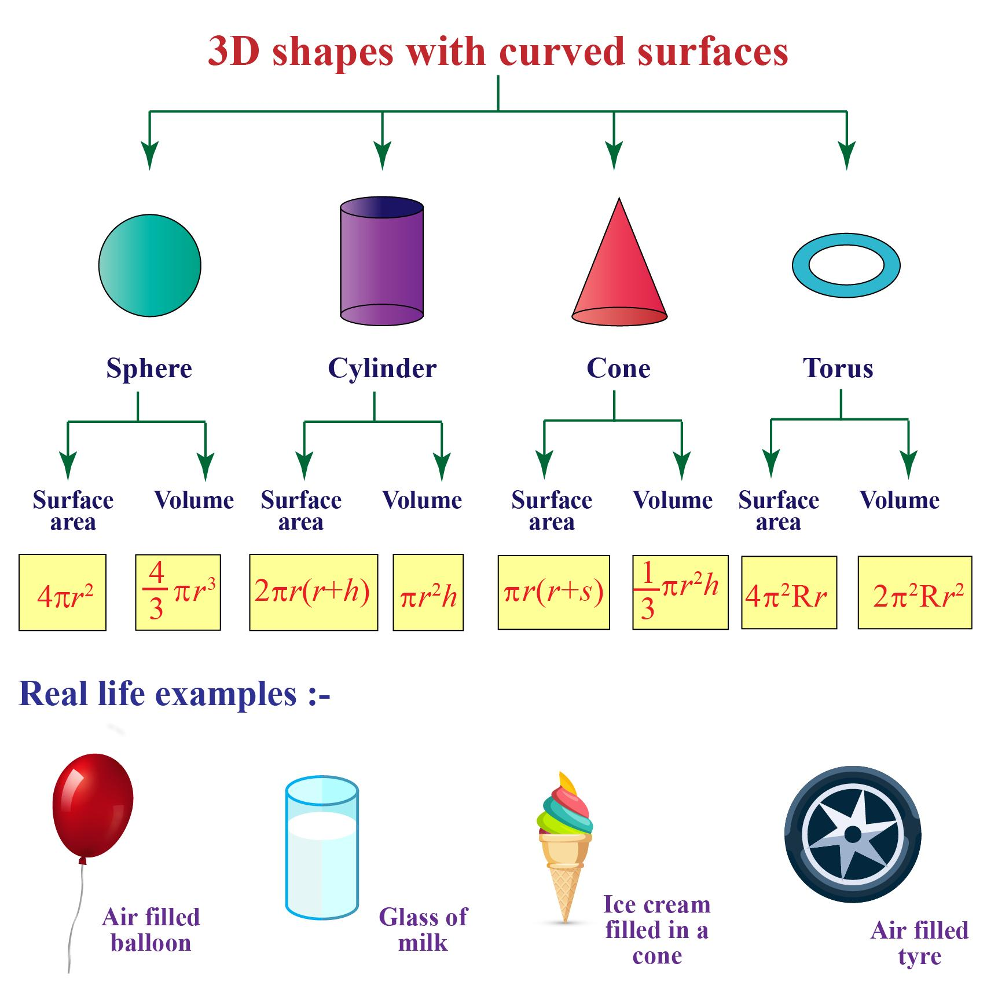 3D shapes with curved surfaces
Sphere
Cylinder
Cone
Torus
Surface
area
Volume
Surface
area
Volume
Surface
area
Volume
Surface
area
Volume
4πr²
4/3 πr³
2πr(r+h)
πr²h
πr(r+s)
1/3 πr²h
4π²Rr
2π²Rr²
Real life examples :-
Air filled
balloon
Glass of
milk
Ice cream
filled in a
cone
Air filled
tyre